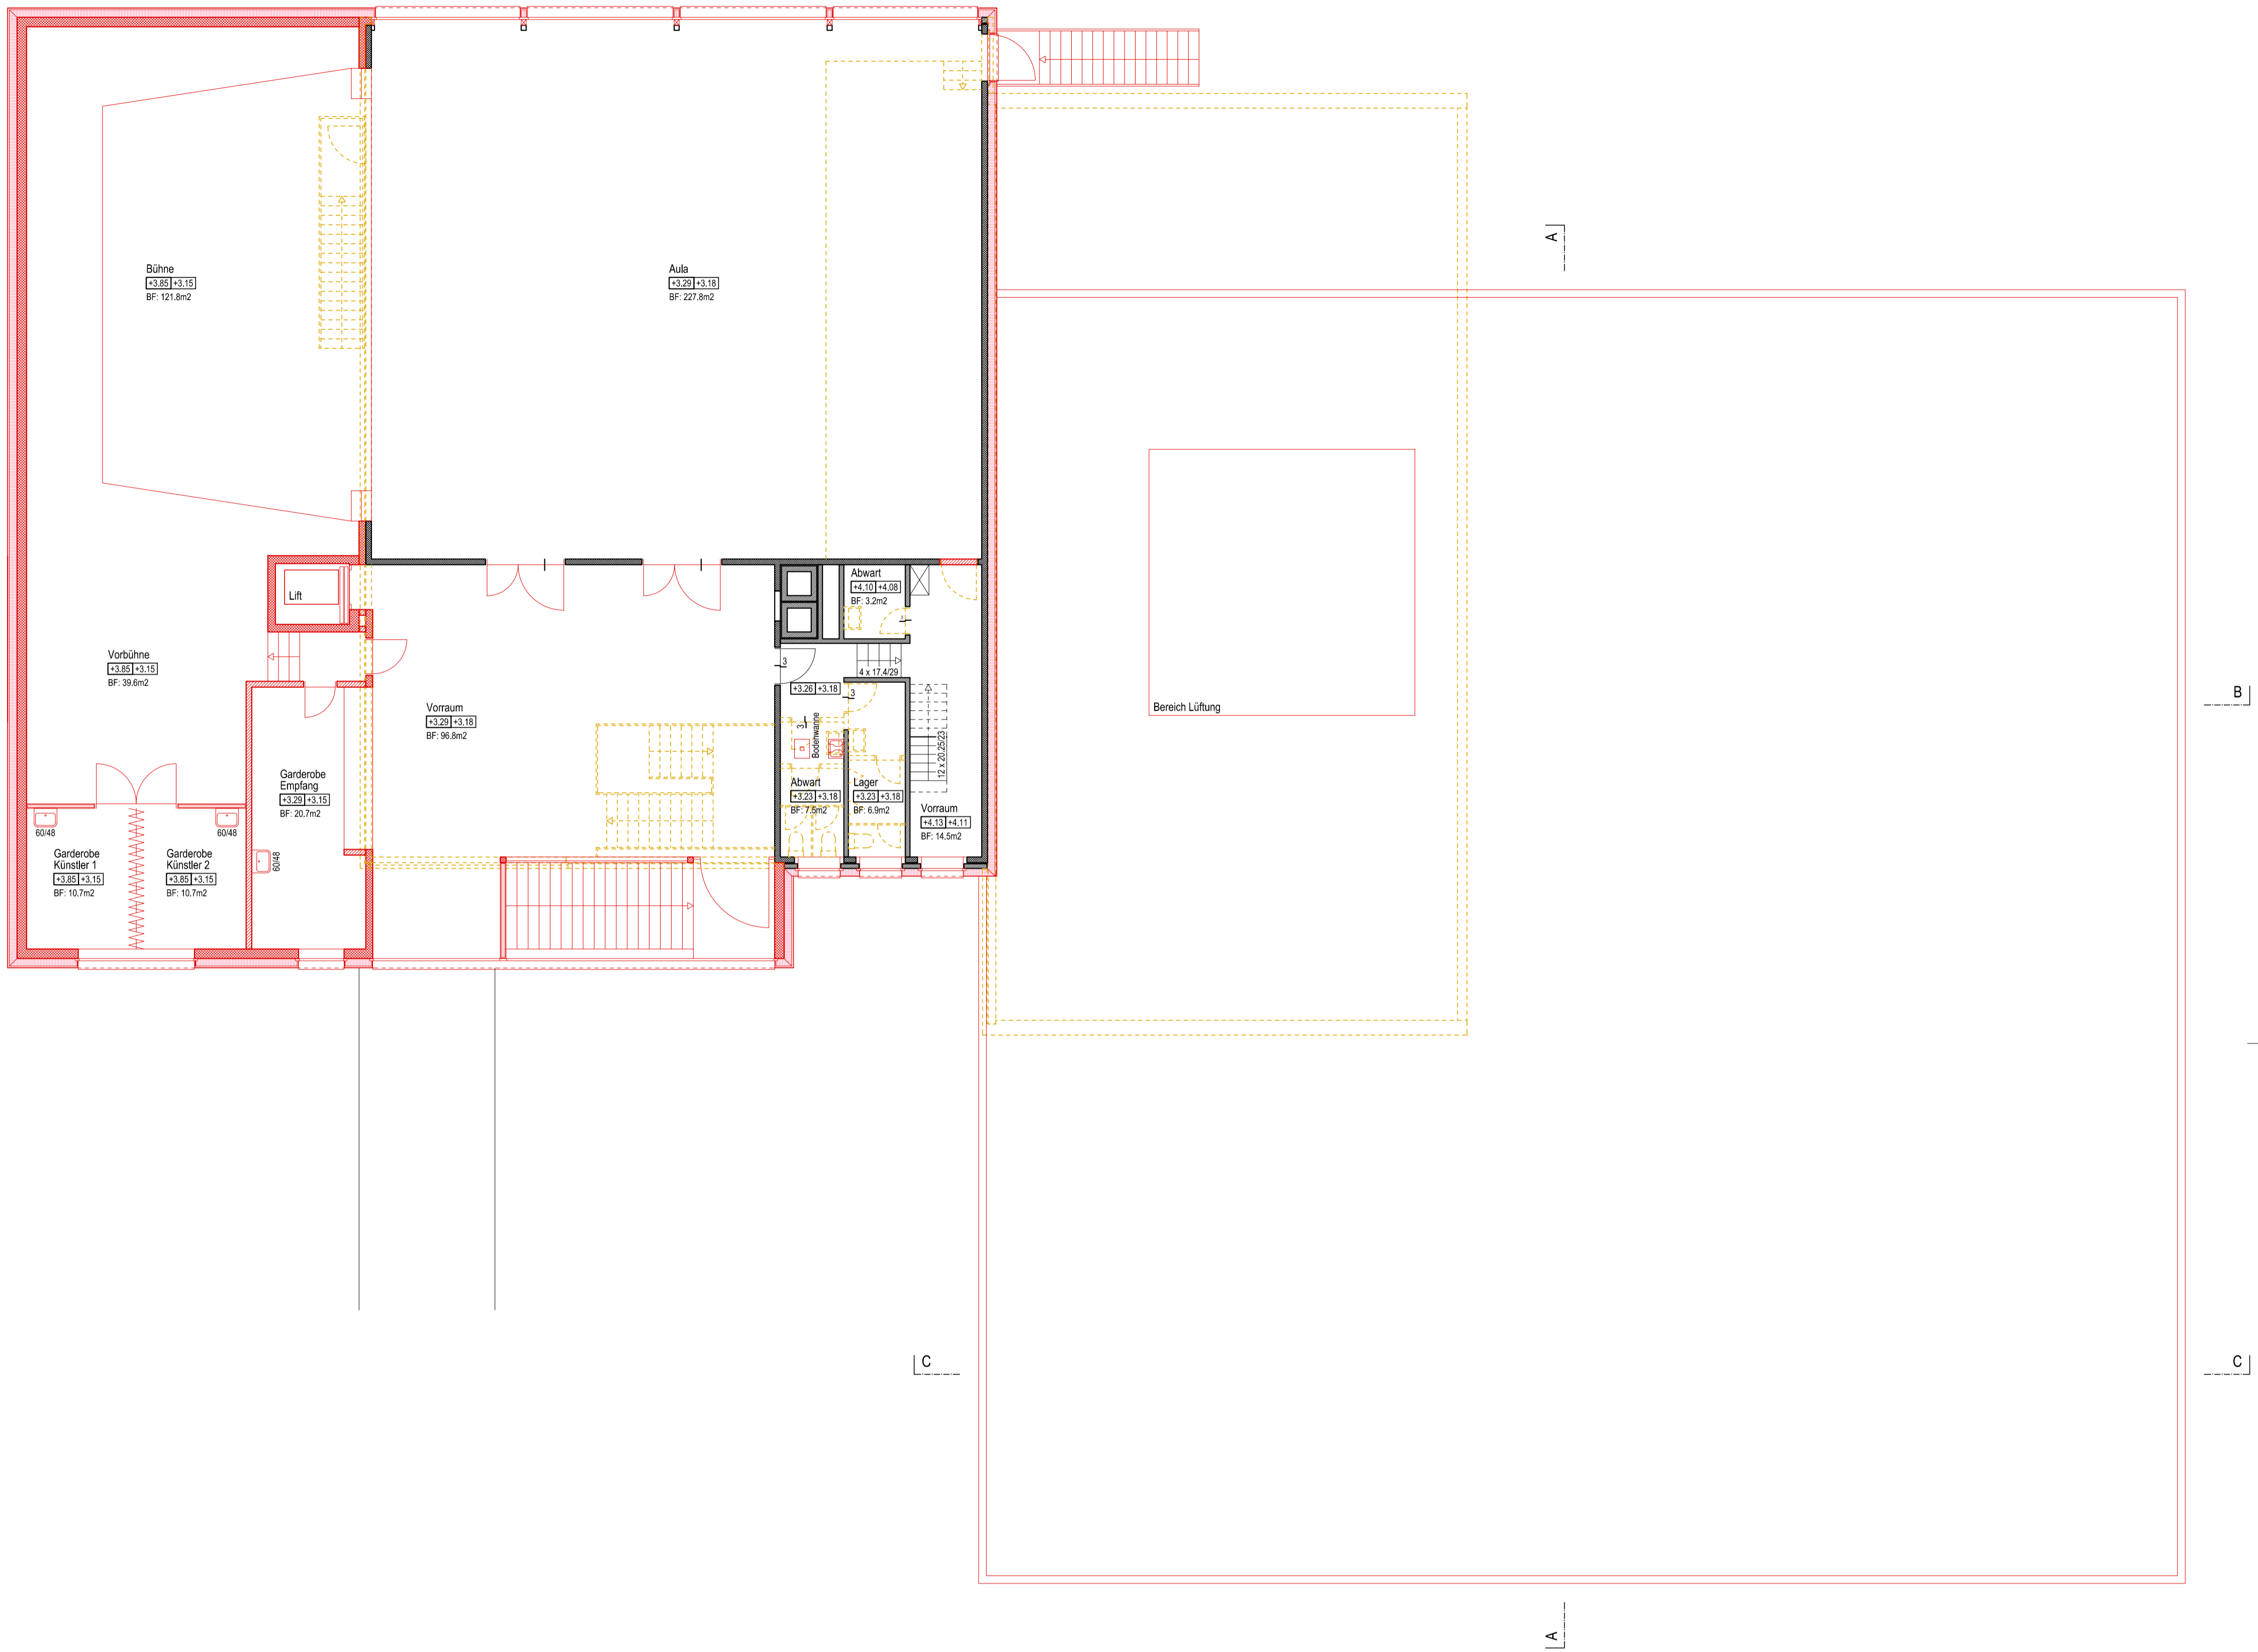 A
Bühne
+3.85 +3.15
BF: 121.8m2
Aula
+3.29 +3.18
BF: 227.8m2
Lift
Abwart
+4.10 +4.08
BF: 3.2m2
1
Vorbühne
+3.85 +3.15
BF: 39.6m2
3
4 x 17.4/29
+3.26 +3.18
3
Vorraum
+3.29 +3.18
BF: 96.8m2
3
Bodenwanne
12 x 20.25/23
Bereich Lüftung
B
Garderobe
Empfang
+3.29 +3.15
BF: 20.7m2
Abwart
+3.23 +3.18
BF: 7.5m2
Lager
+3.23 +3.18
BF: 6.9m2
Vorraum
+4.13 +4.11
BF: 14.5m2
60/48
60/48
60/48
Garderobe
Künstler 1
+3.85 +3.15
BF: 10.7m2
Garderobe
Künstler 2
+3.85 +3.15
BF: 10.7m2
C
C
A